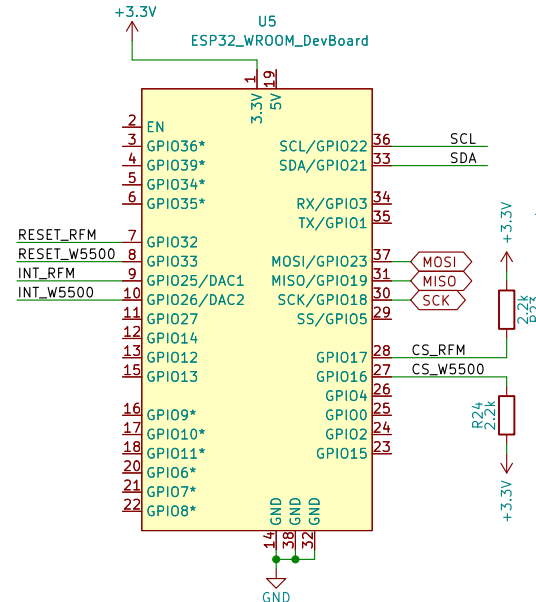 +3.3V
U5
ESP32_WROOM_DevBoard
1
3.3V
19
5V
2
EN
3
GPIO36*
4
GPIO39*
5
GPIO34*
6
GPIO35*
RESET_RFM
7
GPIO32
RESET_W5500
8
GPIO33
INT_RFM
9
GPIO25/DAC1
INT_W5500
10
GPIO26/DAC2
11
GPIO27
12
GPIO14
13
GPIO12
15
GPIO13
16
GPIO9*
17
GPIO10*
18
GPIO11*
20
GPIO6*
21
GPIO7*
22
GPIO8*
SCL/GPIO22
36
SCL
SDA/GPIO21
33
SDA
RX/GPIO3
34
TX/GPIO1
35
MOSI/GPIO23
37
MOSI
MISO/GPIO19
31
MISO
SCK/GPIO18
30
SCK
SS/GPIO5
29
GPIO17
28
CS_RFM
GPIO16
27
CS_W5500
GPIO4
26
GPIO0
25
GPIO2
24
GPIO15
23
+3.3V
2.2k
R23
R24
2.2k
+3.3V
GND
14
GND
38
GND
32
GND